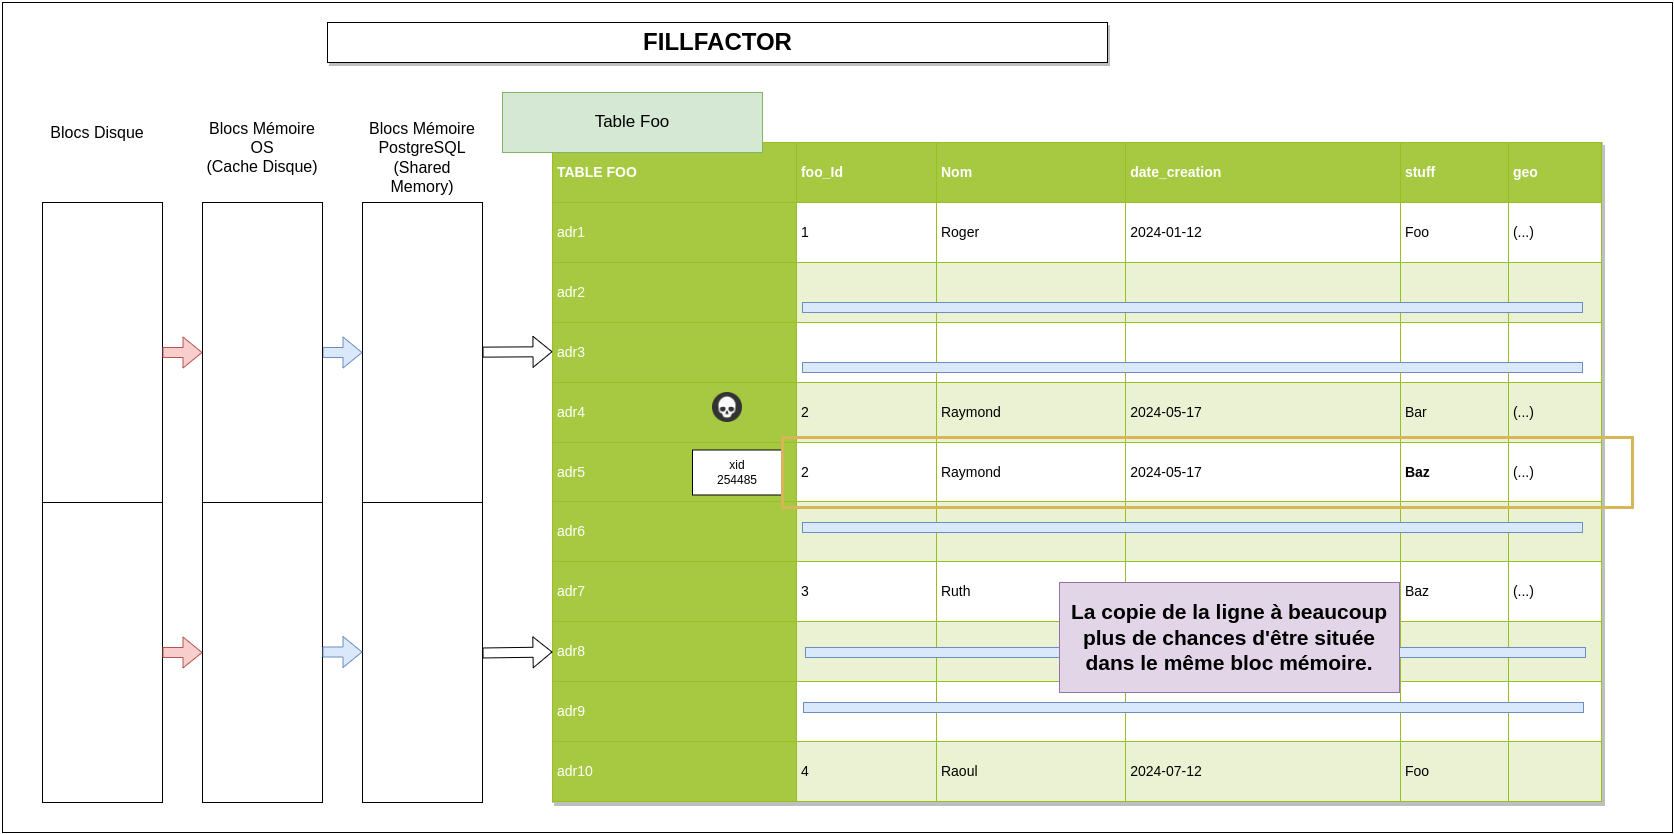 FILLFACTOR
Blocs Disque
Blocs Mémoire
OS
(Cache Disque)
Blocs Mémoire
PostgreSQL
(Shared
Memory)
Table Foo
TABLE FOO foo_Id Nom date_creation stuff geo
adr1 1 Roger 2024-01-12 Foo (...)
adr2
adr3
adr4 2 Raymond 2024-05-17 Bar (...)
adr5 2 Raymond 2024-05-17 Baz (...)
xid
254485
adr6
adr7 3 Ruth Baz (...)
La copie de la ligne à beaucoup
plus de chances d'être située
dans le même bloc mémoire.
adr8
adr9
adr10 4 Raoul 2024-07-12 Foo